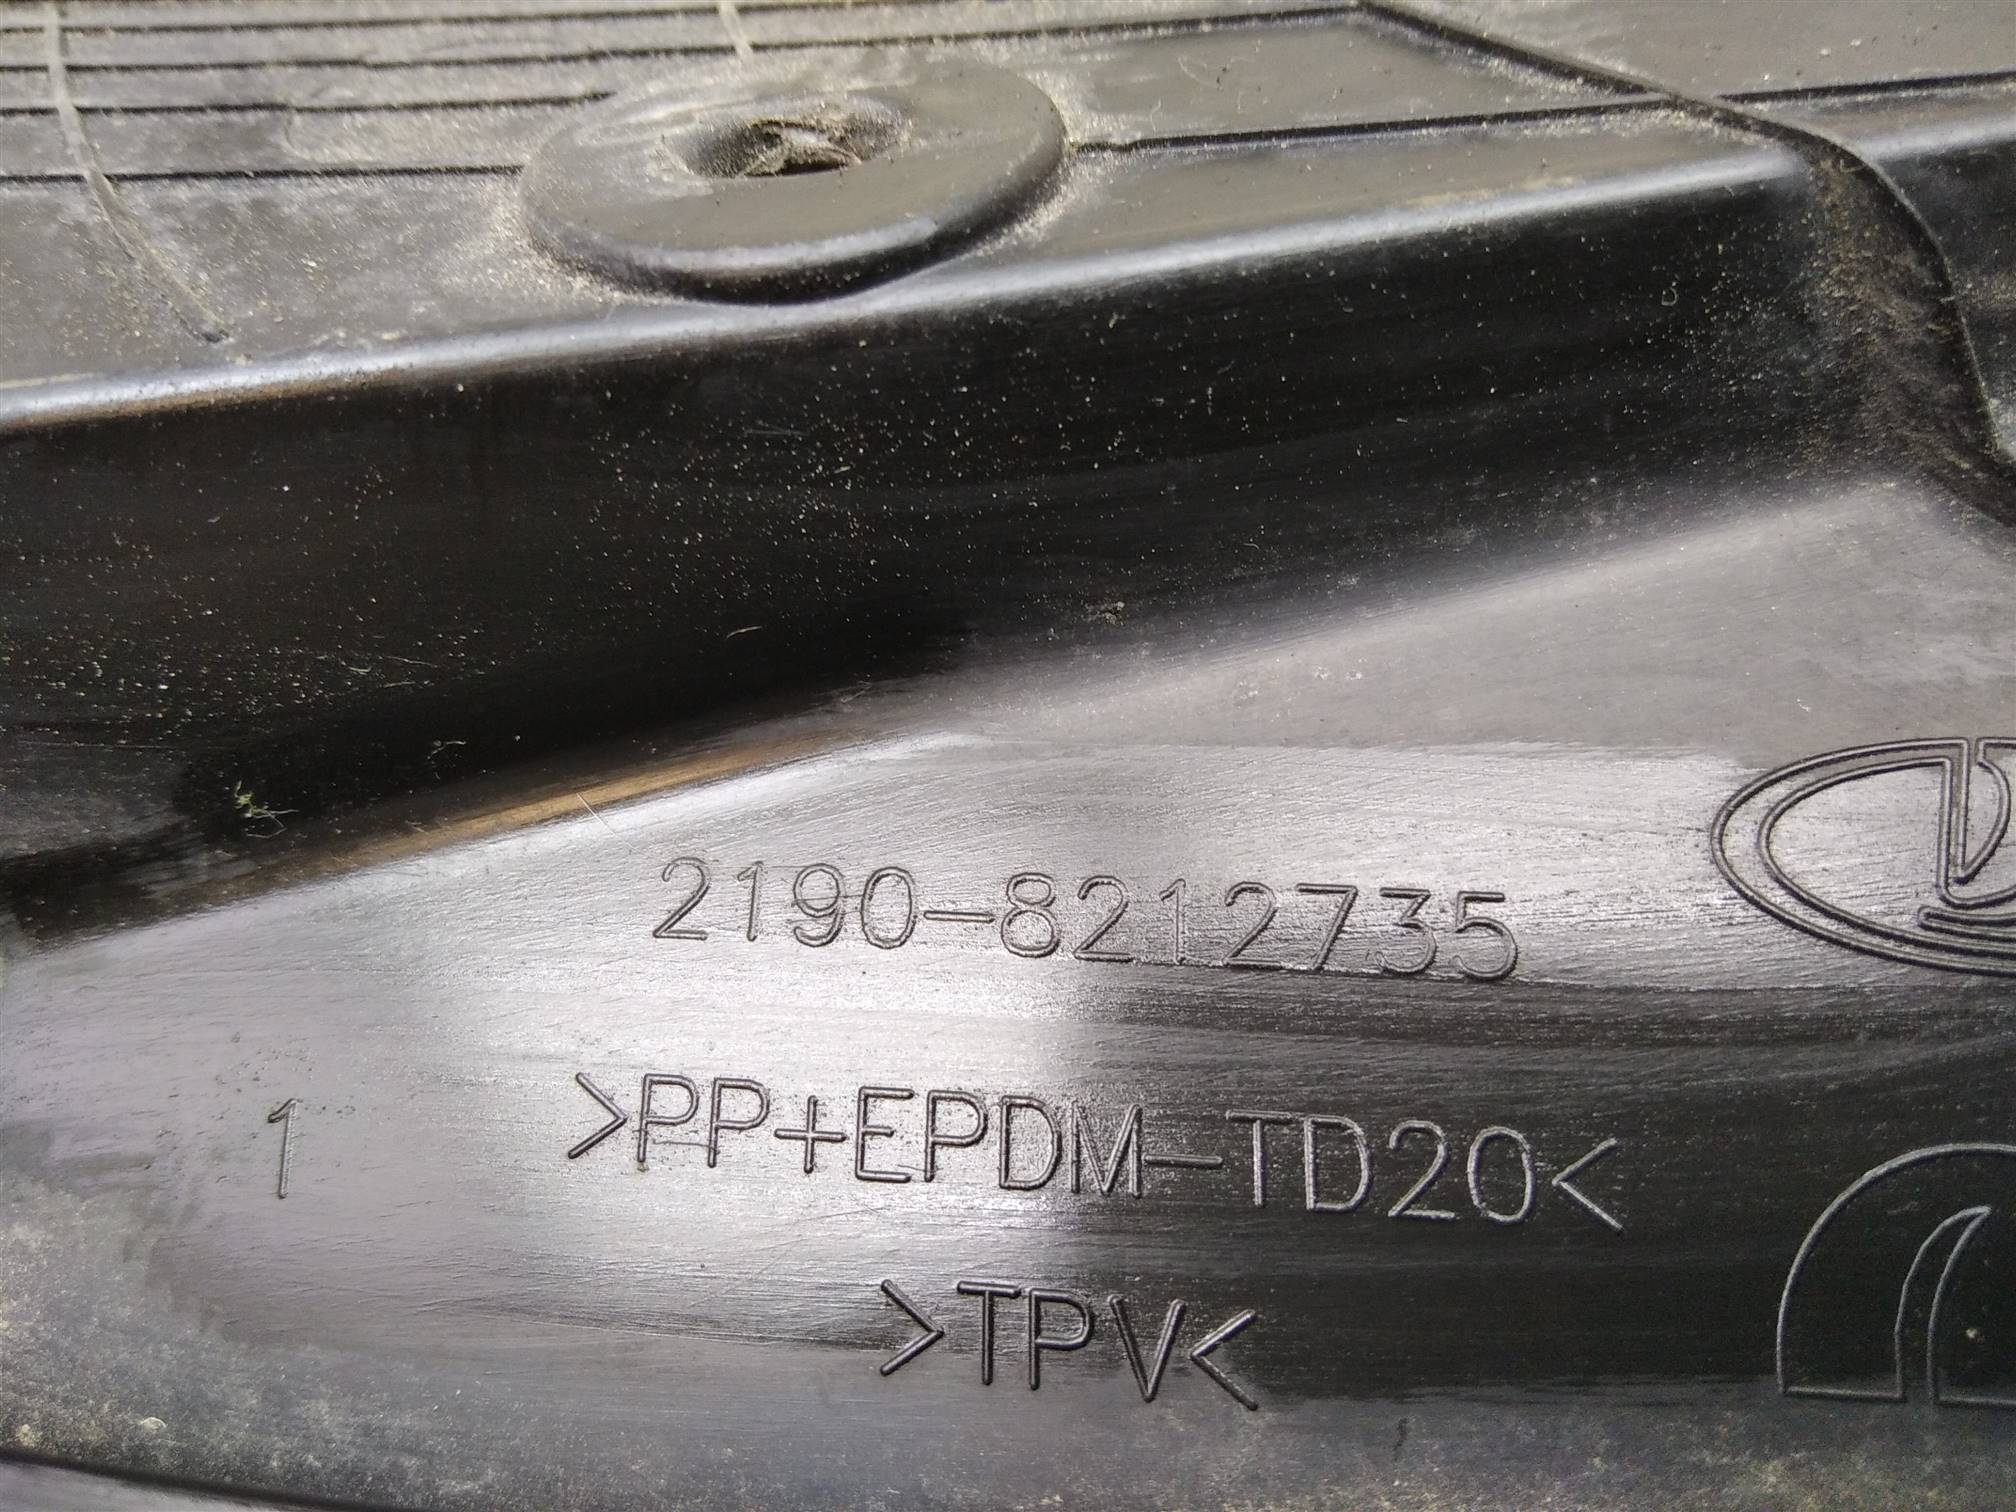 2190-8212735
1
>PP+EPDM-TD20<
>TPV<